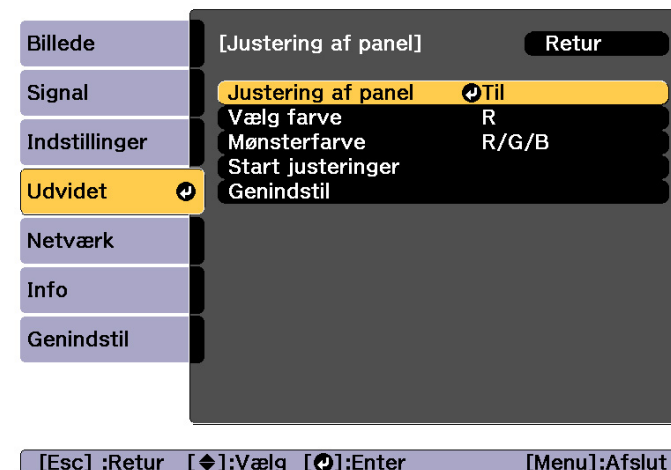 Billede
Signal
Indstillinger
Udvidet
Netværk
Info
Genindstil
[Justering af panel] Retur
Justering af panel Til
Vælg farve R
Mønsterfarve R/G/B
Start justeringer
Genindstil
[Esc] :Retur [ ]:Vælg [ ]:Enter [Menu]:Afslut